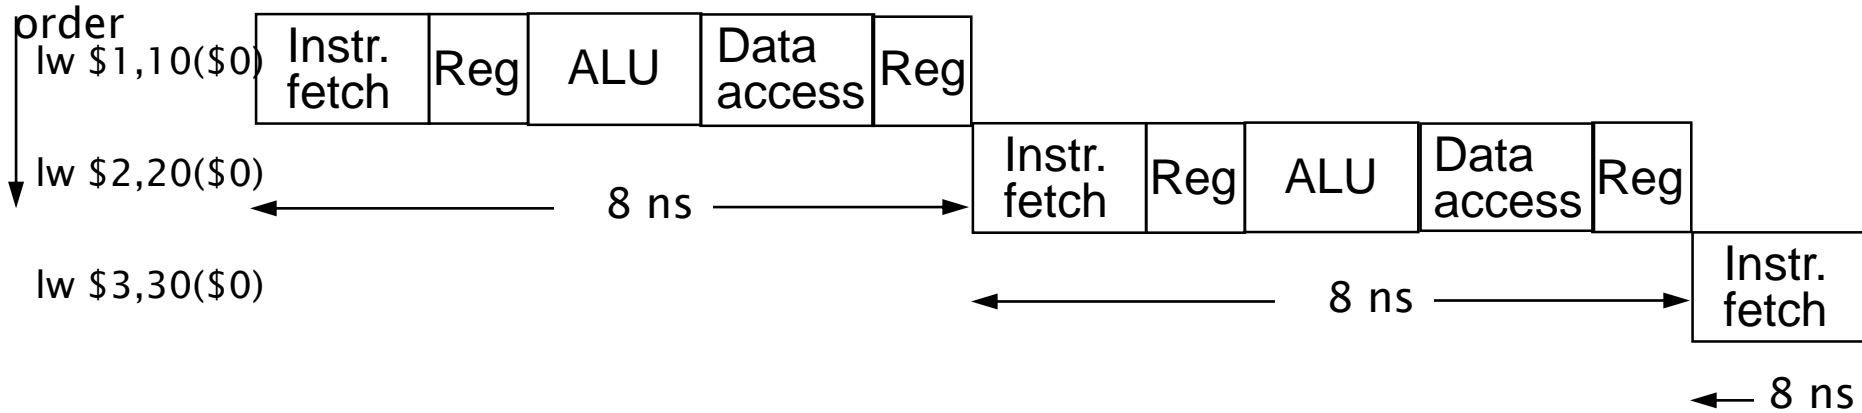 order
lw $1,10($0)
Instr.
fetch
Reg
ALU
Data
access
Reg
lw $2,20($0)
8 ns
Instr.
fetch
Reg
ALU
Data
access
Reg
lw $3,30($0)
8 ns
Instr.
fetch
8 ns